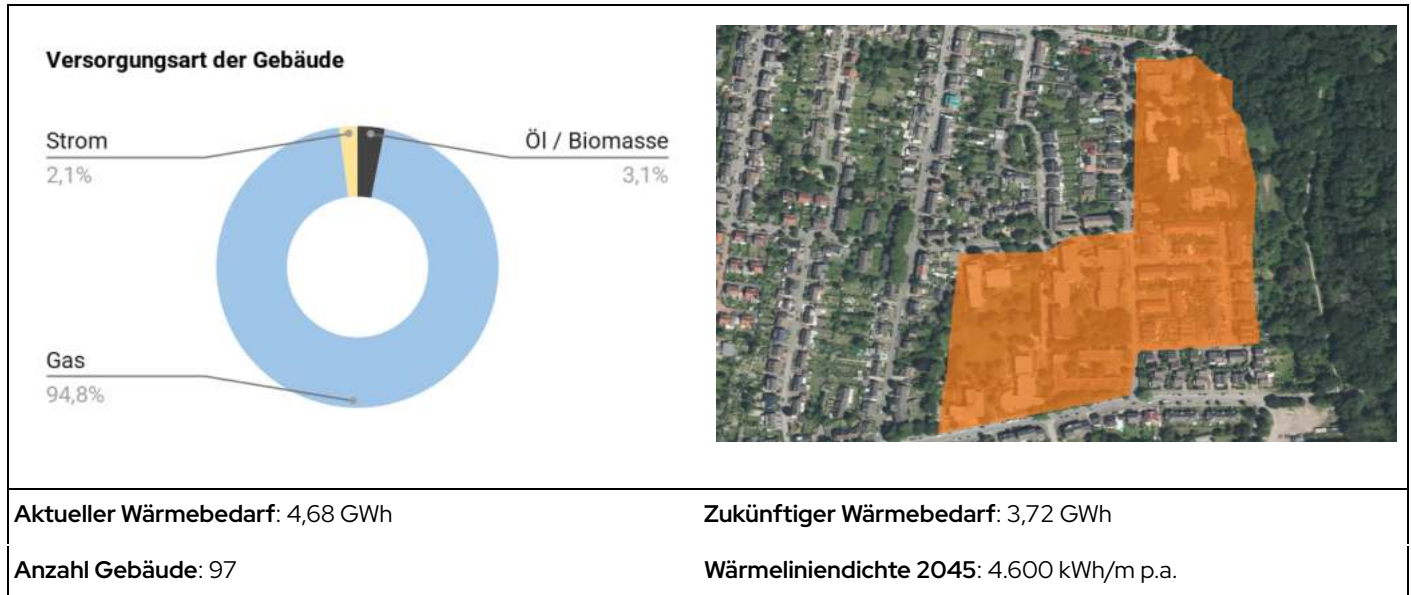 Versorgungsart der Gebäude
Strom
2,1%
Öl / Biomasse
3,1%
Gas
94,8%
Aktueller Wärmebedarf: 4,68 GWh
Zukünftiger Wärmebedarf: 3,72 GWh
Anzahl Gebäude: 97
Wärmeliniendichte 2045: 4.600 kWh/m p.a.